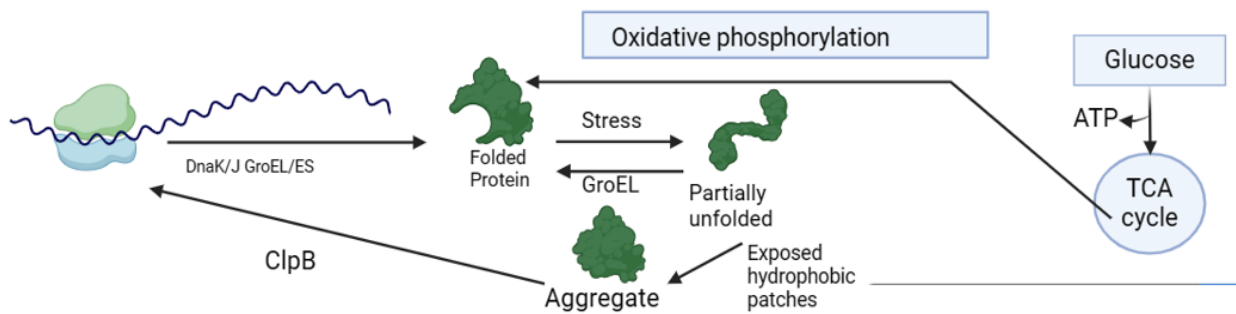 Oxidative phosphorylation
Glucose
ATP
TCA
cycle
DnaK/J GroEL/ES
Folded
Protein
Stress
GroEL
Partially
unfolded
ClpB
Aggregate
Exposed
hydrophobic
patches